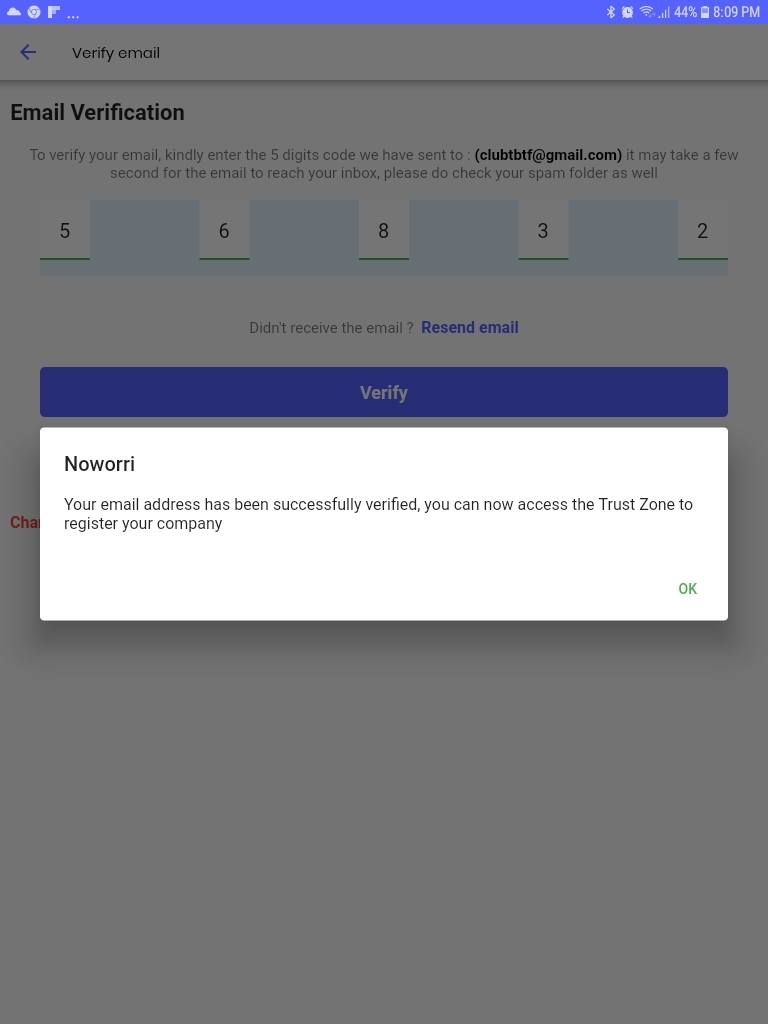 ... 44% 8:09 PM
Verify email
Email Verification
To verify your email, kindly enter the 5 digits code we have sent to : (clubtbtf@gmail.com) it may take a few
second for the email to reach your inbox, please do check your spam folder as well
5 6 8 3 2
Didn't receive the email ? Resend email
Verify
Noworri
Your email address has been successfully verified, you can now access the Trust Zone to
register your company
OK